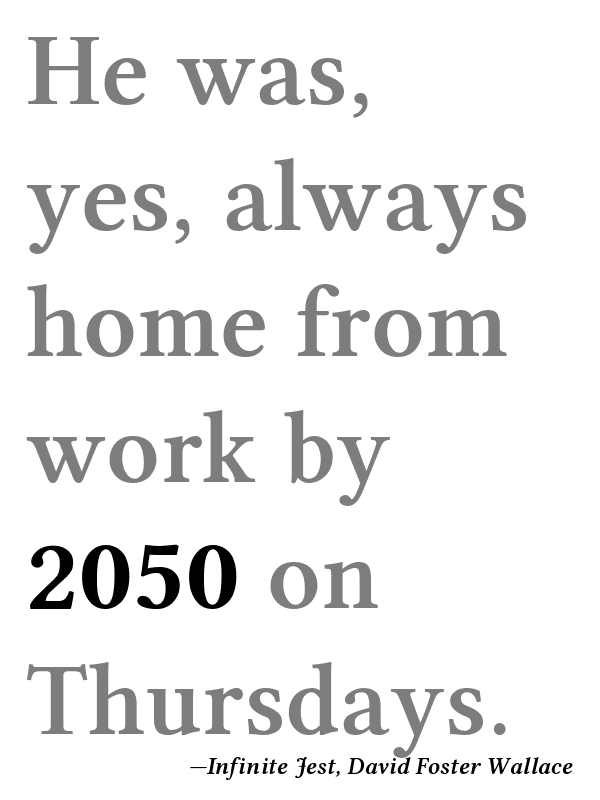 He was,
yes, always
home from
work by
2050 on
Thursdays.
—Infinite Jest, David Foster Wallace